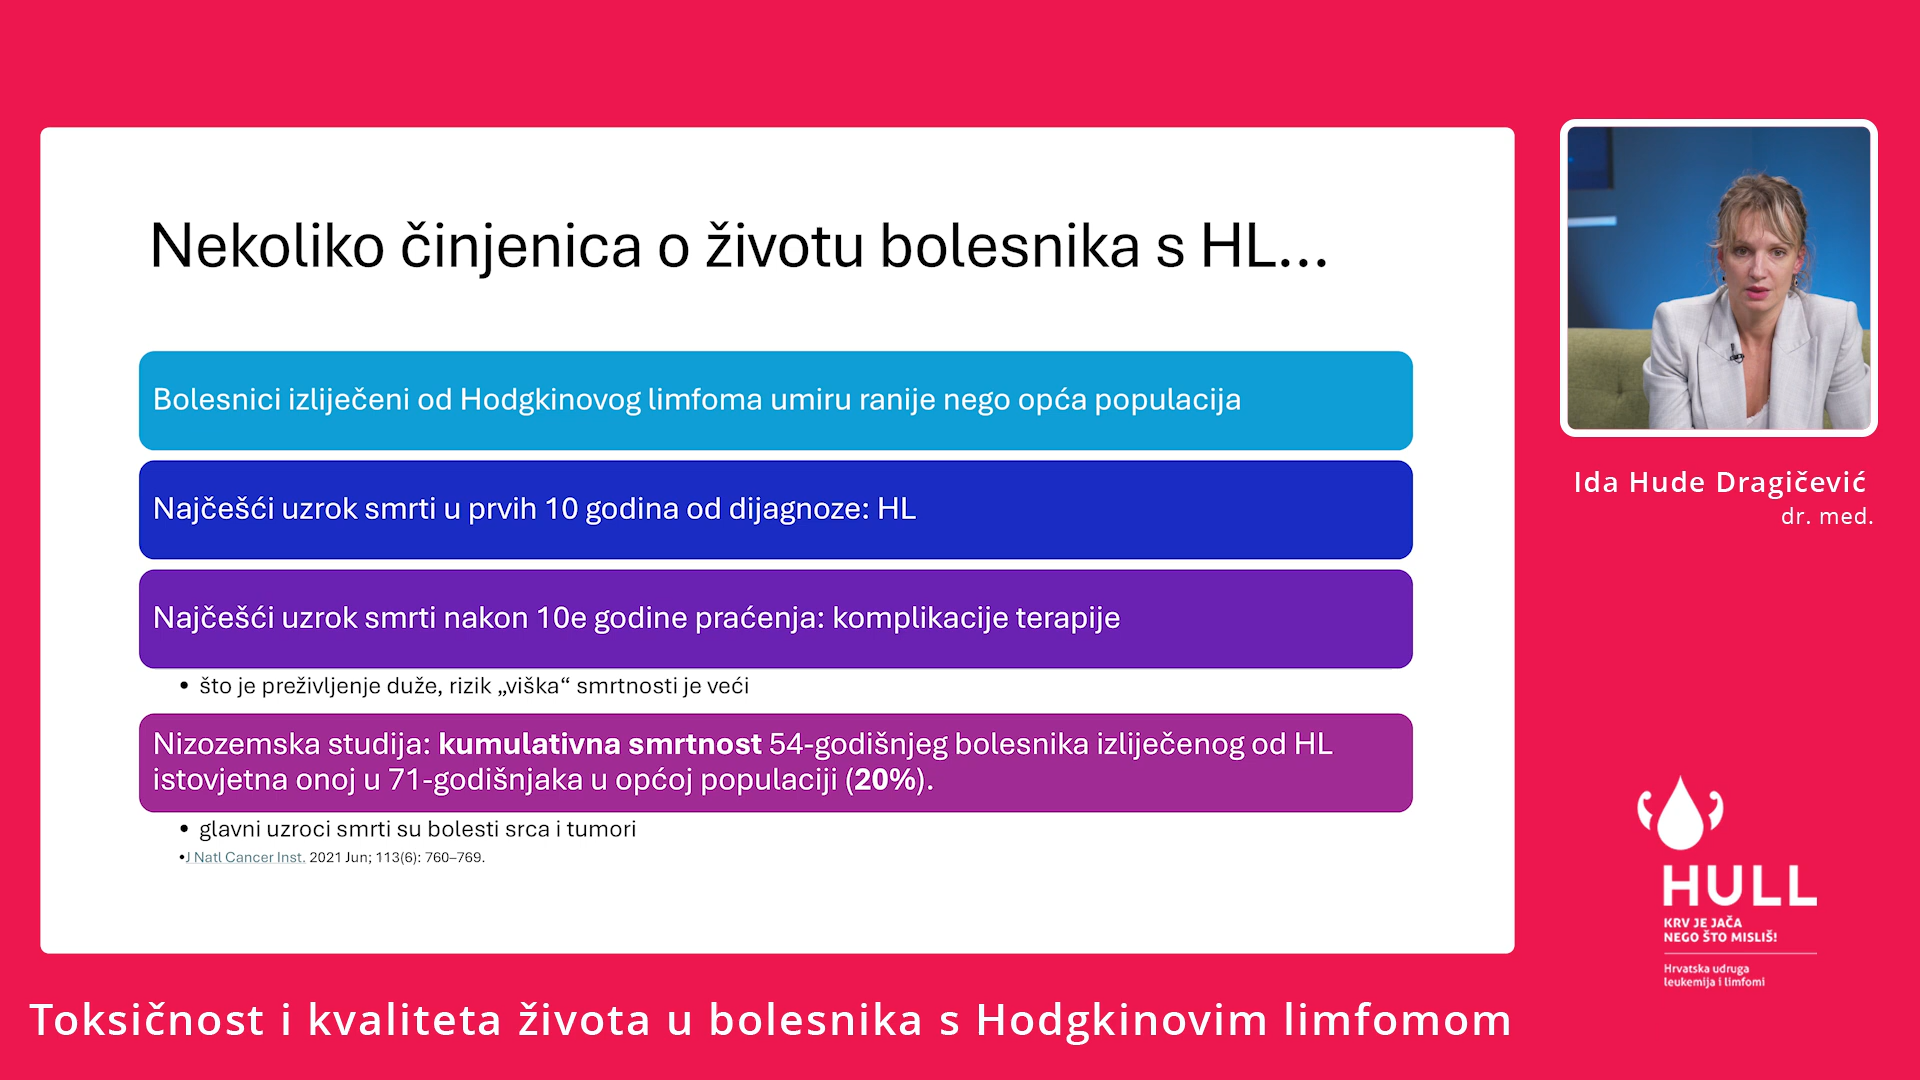 Nekoliko činjenica o životu bolesnika s HL...
Bolesnici izliječeni od Hodgkinovog limfoma umiru ranije nego opća populacija
Najčešći uzrok smrti u prvih 10 godina od dijagnoze: HL
Najčešći uzrok smrti nakon 10e godine praćenja: komplikacije terapije
• što je preživljenje duže, rizik „viška“ smrtnosti je veći
Nizozemska studija: kumulativna smrtnost 54-godišnjeg bolesnika izliječenog od HL
istovjetna onoj u 71-godišnjaka u općoj populaciji (20%).
• glavni uzroci smrti su bolesti srca i tumori
•J Natl Cancer Inst. 2021 Jun; 113(6): 760–769.
Ida Hude Dragičević
dr. med.
HULL
KRV JE JAČA
NEGO ŠTO MISLIŠ!
Hrvatska udruga
leukemija i limfomi
Toksičnost i kvaliteta života u bolesnika s Hodgkinovim limfomom